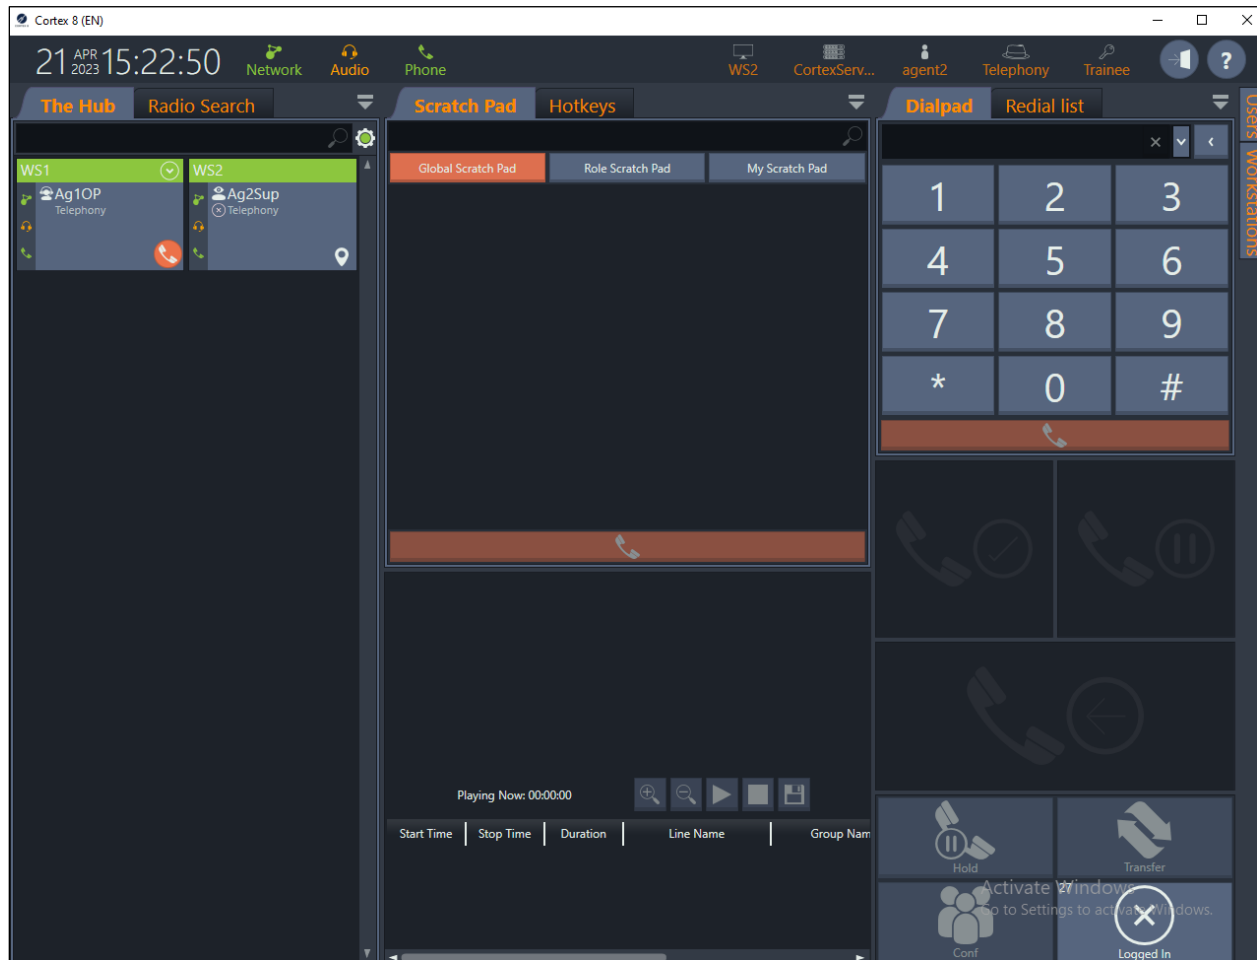 Cortex 8 (EN)
21 APR 2023 15:22:50
Network
Audio
Phone
WS2
CortexServ...
agent2
Telephony
Trainee
?
The Hub
Radio Search
Scratch Pad
Hotkeys
Dialpad
Redial list
Users
Workstations
WS1
Ag1OP
Telephony
WS2
Ag2Sup
Telephony
Global Scratch Pad
Role Scratch Pad
My Scratch Pad
1 2 3
4 5 6
7 8 9
* 0 #
Playing Now: 00:00:00
Start Time
Stop Time
Duration
Line Name
Group Nam
Hold
Transfer
Conf
27
Logged In
Activate Windows
Go to Settings to activate Windows.